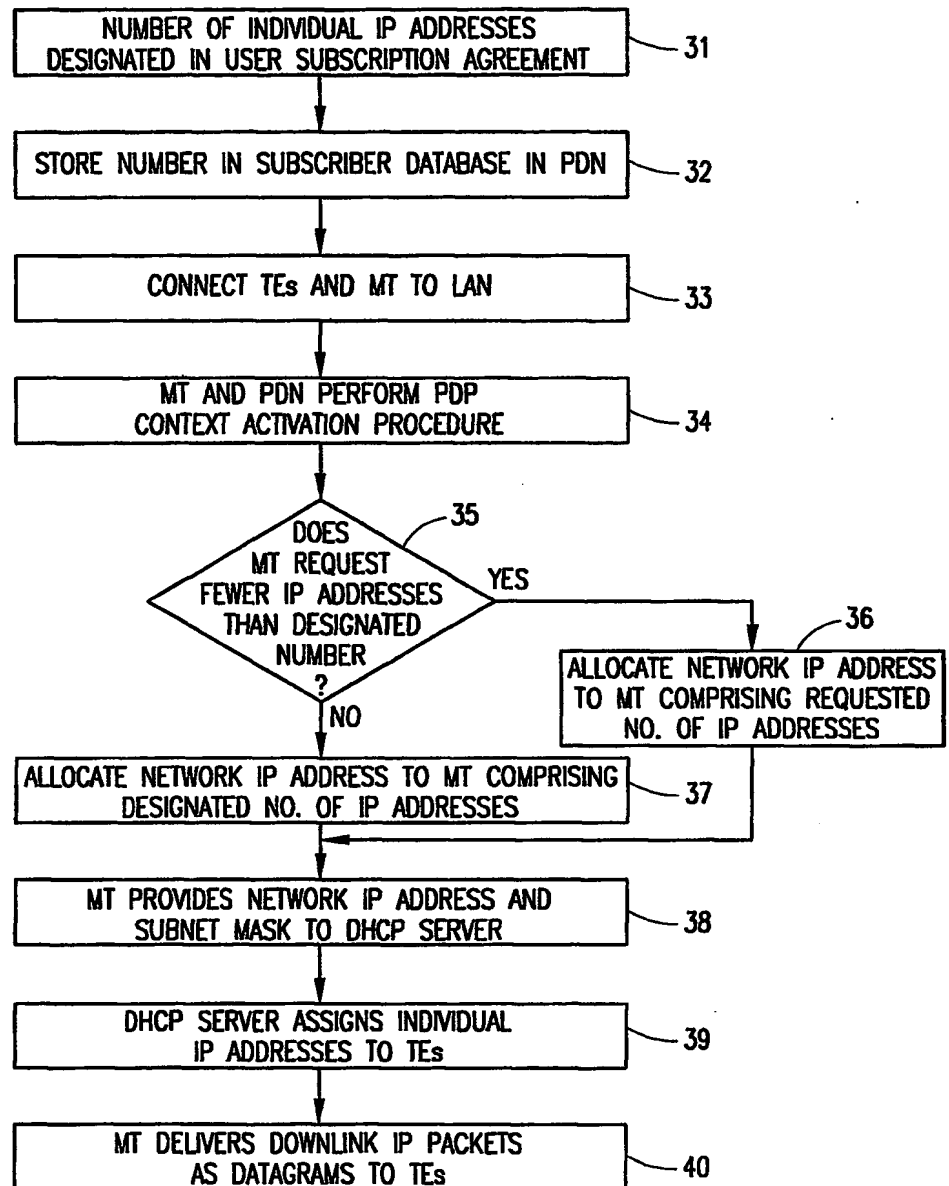 NUMBER OF INDIVIDUAL IP ADDRESSES
DESIGNATED IN USER SUBSCRIPTION AGREEMENT
31
STORE NUMBER IN SUBSCRIBER DATABASE IN PDN
32
CONNECT TEs AND MT TO LAN
33
MT AND PDN PERFORM PDP
CONTEXT ACTIVATION PROCEDURE
34
35
DOES
MT REQUEST
FEWER IP ADDRESSES
THAN DESIGNATED
NUMBER
?
YES
NO
36
ALLOCATE NETWORK IP ADDRESS
TO MT COMPRISING REQUESTED
NO. OF IP ADDRESSES
ALLOCATE NETWORK IP ADDRESS TO MT COMPRISING
DESIGNATED NO. OF IP ADDRESSES
37
MT PROVIDES NETWORK IP ADDRESS AND
SUBNET MASK TO DHCP SERVER
38
DHCP SERVER ASSIGNS INDIVIDUAL
IP ADDRESSES TO TEs
39
MT DELIVERS DOWNLINK IP PACKETS
AS DATAGRAMS TO TEs
40